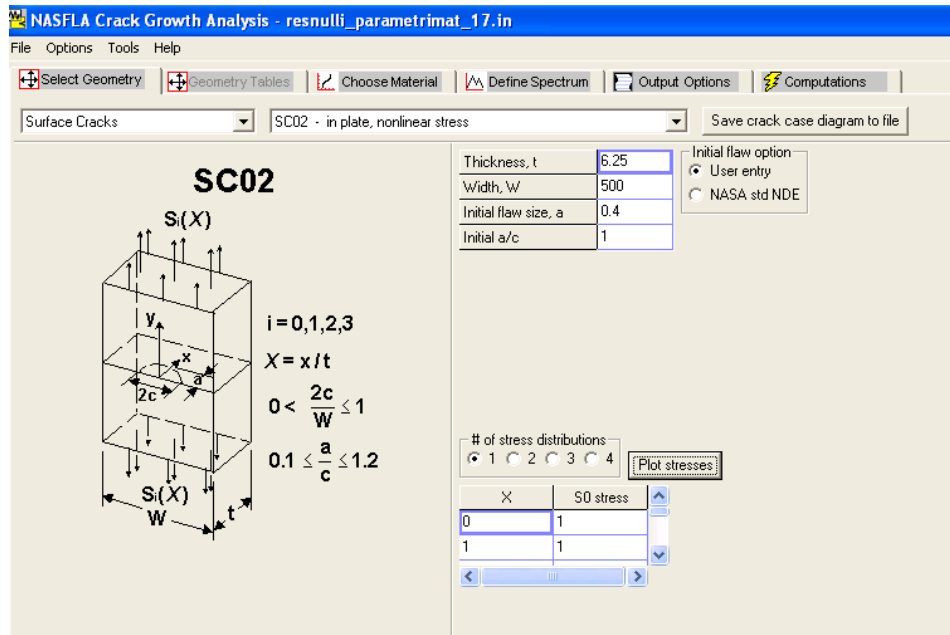 NASFLA Crack Growth Analysis - resnulli_parametrimat_17.in
File Options Tools Help
Select Geometry Geometry Tables Choose Material Define Spectrum Output Options Computations
Surface Cracks SC02 - in plate, nonlinear stress Save crack case diagram to file
SC02
Si(X)
y
x
a
2c
Si(X)
W
t
i = 0,1,2,3
X = x / t
0 < 2c/W ≤ 1
0.1 ≤ a/c ≤ 1.2
Thickness, t 6.25
Width, W 500
Initial flaw size, a 0.4
Initial a/c 1
Initial flaw option
User entry
NASA std NDE
# of stress distributions
1 2 3 4
Plot stresses
X S0 stress
0 1
1 1